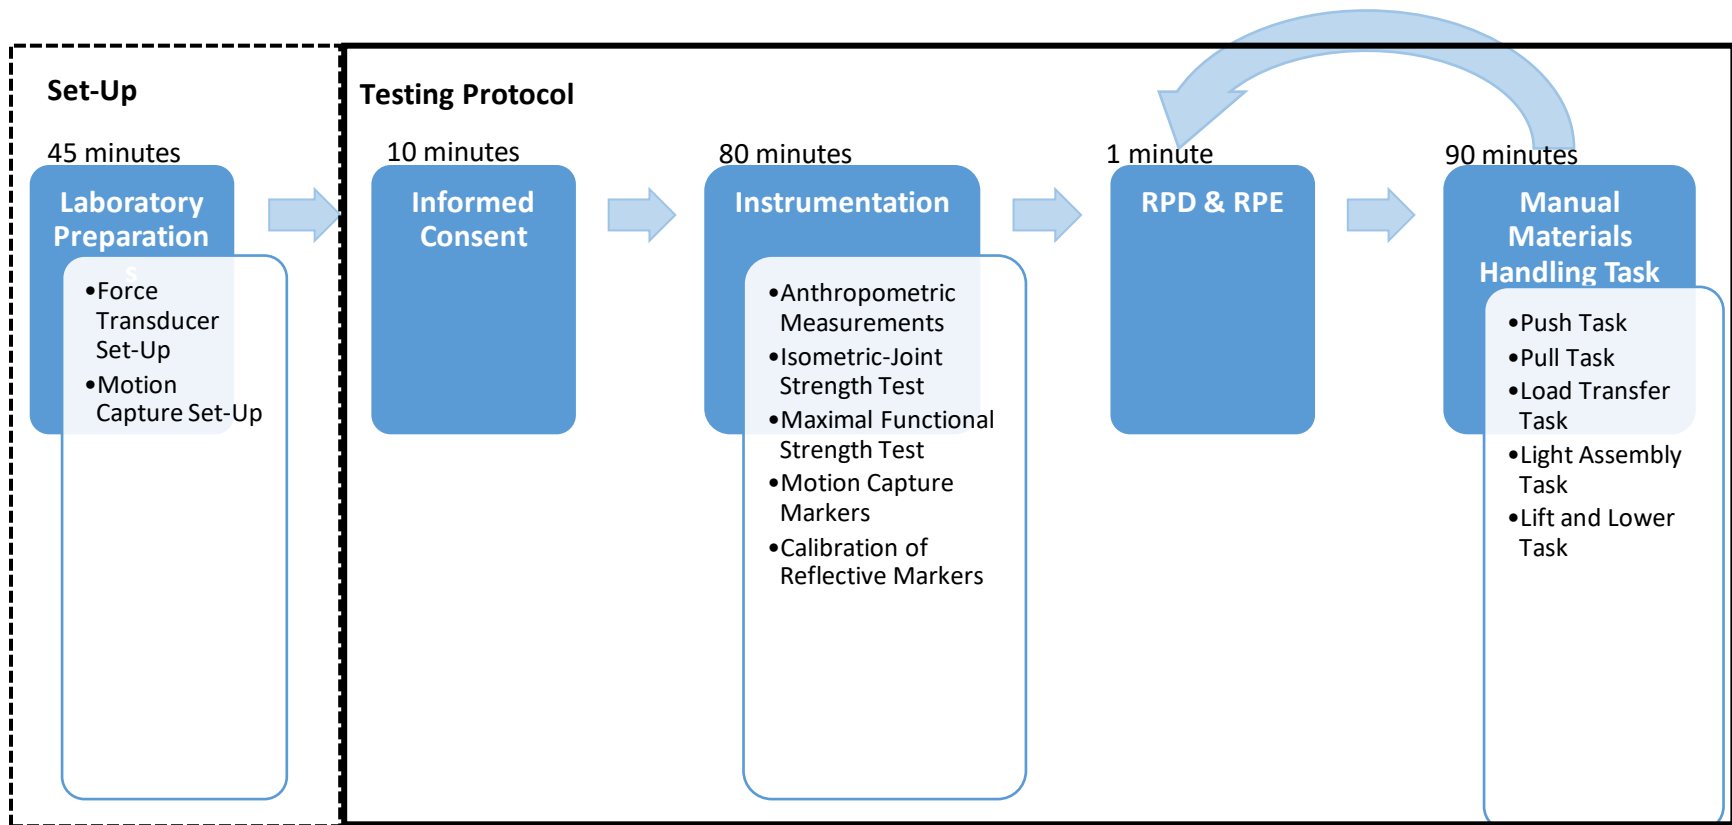 Set-Up
45 minutes
Laboratory
Preparation
s
•Force
Transducer
Set-Up
•Motion
Capture Set-Up
Testing Protocol
10 minutes
Informed
Consent
80 minutes
Instrumentation
•Anthropometric
Measurements
•Isometric-Joint
Strength Test
•Maximal Functional
Strength Test
•Motion Capture
Markers
•Calibration of
Reflective Markers
1 minute
RPD & RPE
90 minutes
Manual
Materials
Handling Task
•Push Task
•Pull Task
•Load Transfer
Task
•Light Assembly
Task
•Lift and Lower
Task